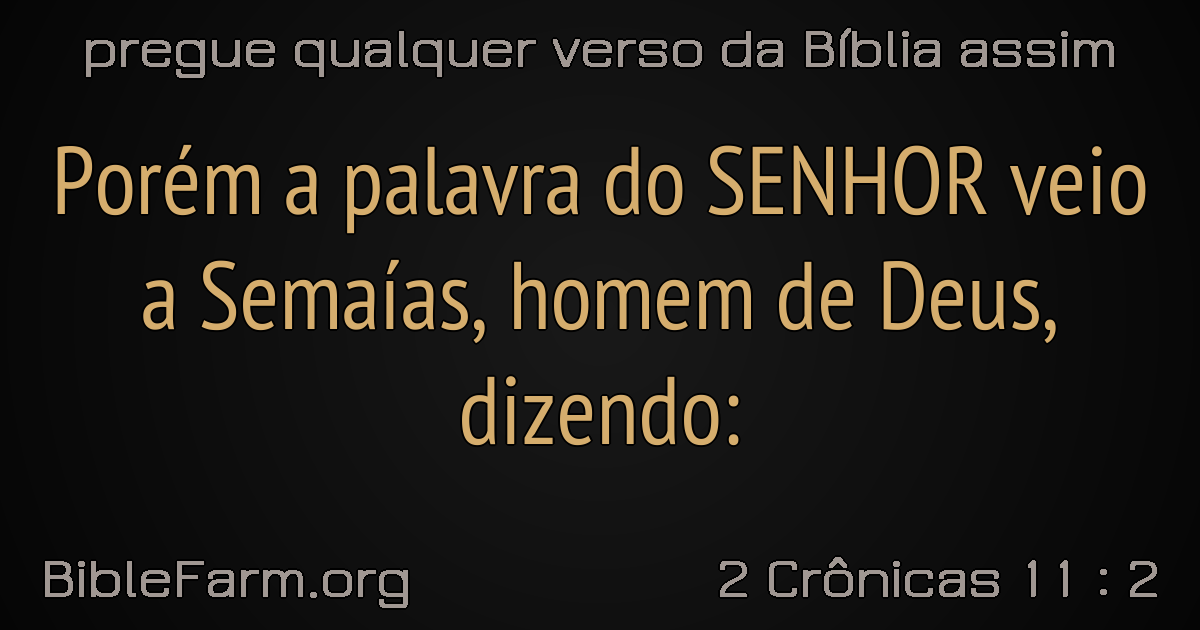 pregue qualquer verso da Bíblia assim
Porém a palavra do SENHOR veio
a Semaías, homem de Deus,
dizendo:
BibleFarm.org
2 Crônicas 11 : 2